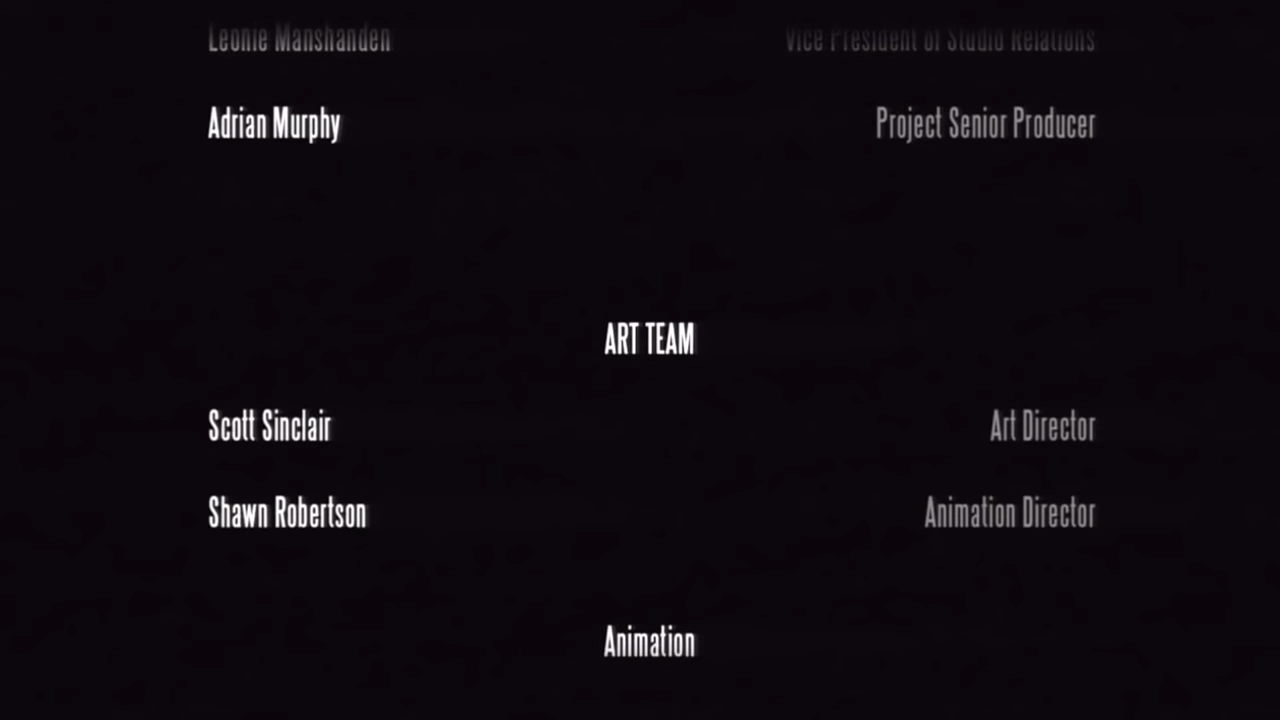 Leonie Manshanden Vice President of Studio Relations
Adrian Murphy Project Senior Producer
ART TEAM
Scott Sinclair Art Director
Shawn Robertson Animation Director
Animation